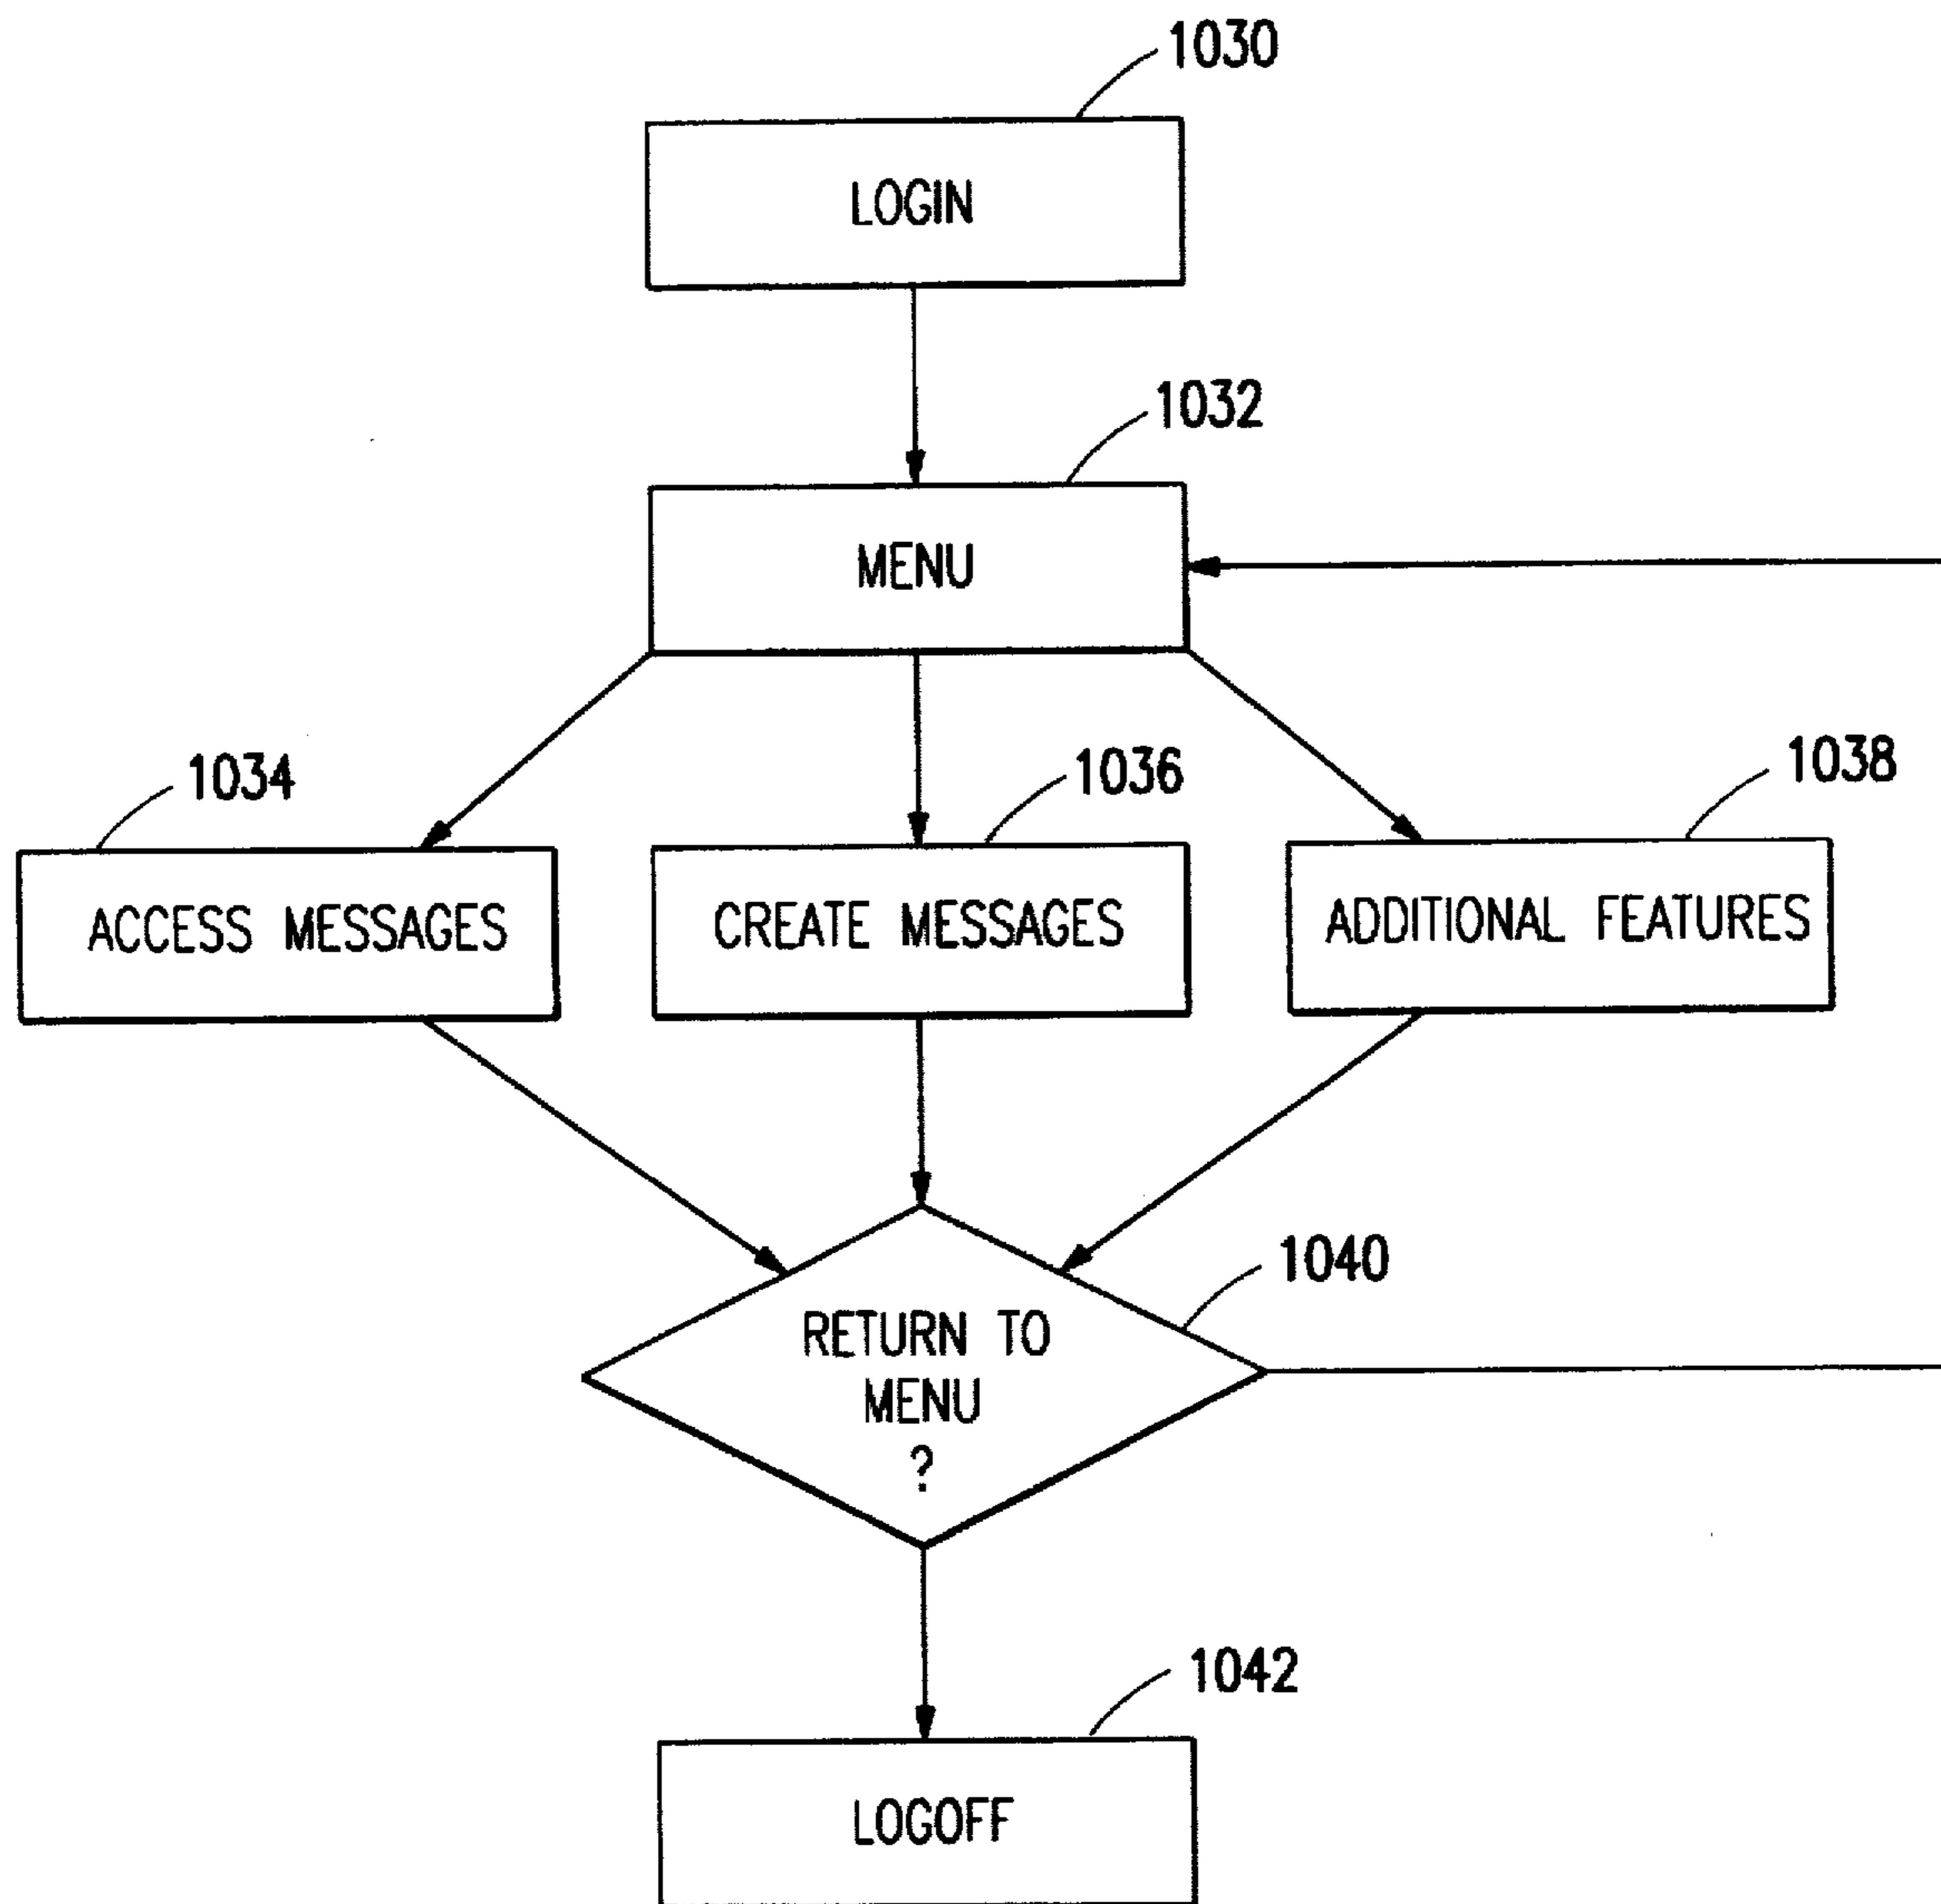 1030
LOGIN
1032
MENU
1034
1036
1038
ACCESS MESSAGES
CREATE MESSAGES
ADDITIONAL FEATURES
1040
RETURN TO
MENU
?
1042
LOGOFF